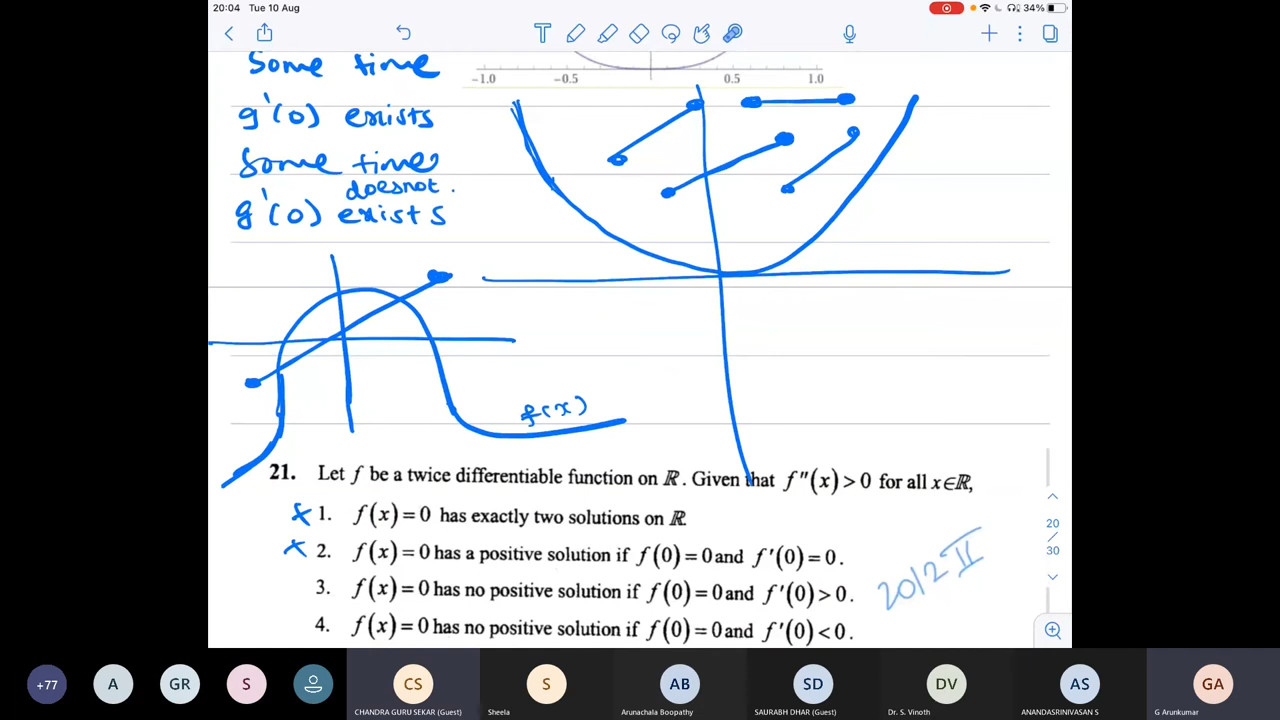 20:04 Tue 10 Aug
34%
T
Some time
-1.0 -0.5 0.5 1.0
g'(0) exists
Some times
doesnot.
g'(0) exists
f(x)
21. Let f be a twice differentiable function on ℝ. Given that f"(x)>0 for all x∈ℝ,
x 1. f(x)=0 has exactly two solutions on ℝ
x 2. f(x)=0 has a positive solution if f(0)=0 and f'(0)=0.
3. f(x)=0 has no positive solution if f(0)=0 and f'(0)>0.
4. f(x)=0 has no positive solution if f(0)=0 and f'(0)<0.
2012 II
20
/
30
+77 A GR S CS S AB SD DV AS GA
CHANDRA GURU SEKAR (Guest) Sheela Arunachala Boopathy SAURABH DHAR (Guest) Dr. S. Vinoth ANANDASRINIVASAN S G Arunkumar